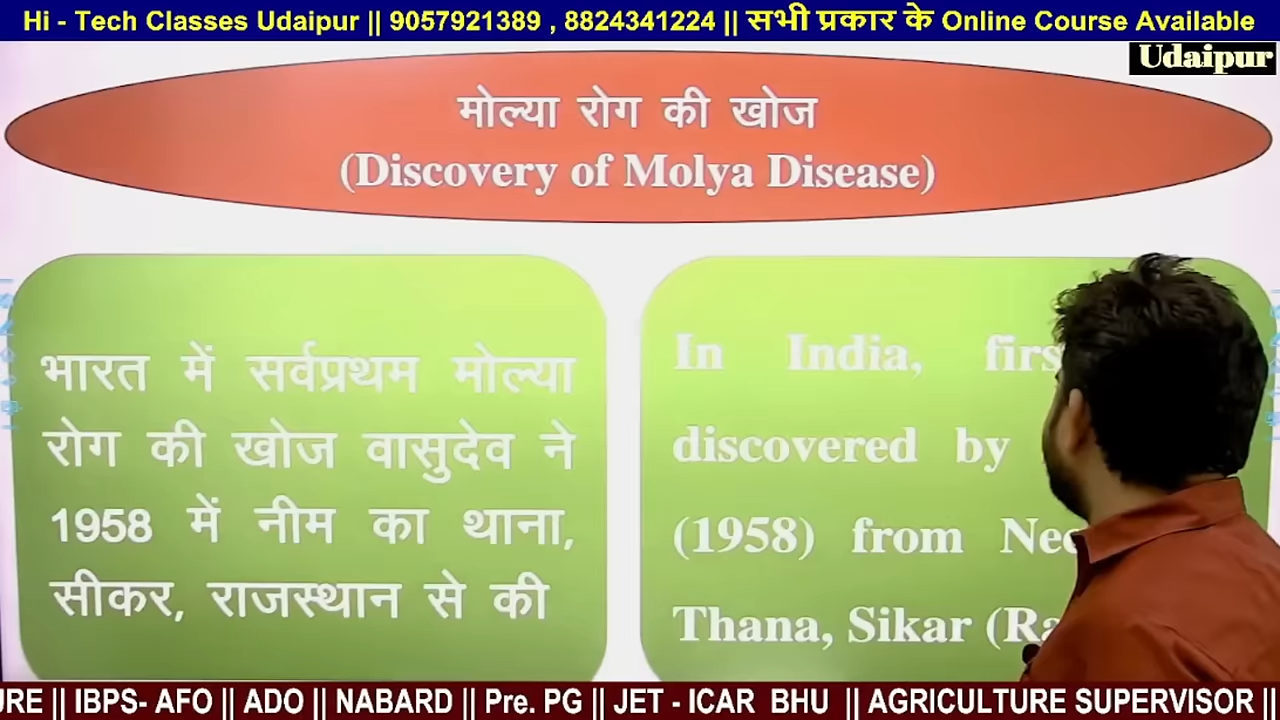 Hi - Tech Classes Udaipur || 9057921389 , 8824341224 || सभी प्रकार के Online Course Available
Udaipur
मोल्या रोग की खोज
(Discovery of Molya Disease)
भारत में सर्वप्रथम मोल्या
रोग की खोज वासुदेव ने
1958 में नीम का थाना,
सीकर, राजस्थान से की
In India,
discovered by
(1958) from
Thana, Sikar
|| IBPS- AFO || ADO || NABARD || Pre. PG || JET - ICAR BHU || AGRICULTURE SUPERVISOR ||